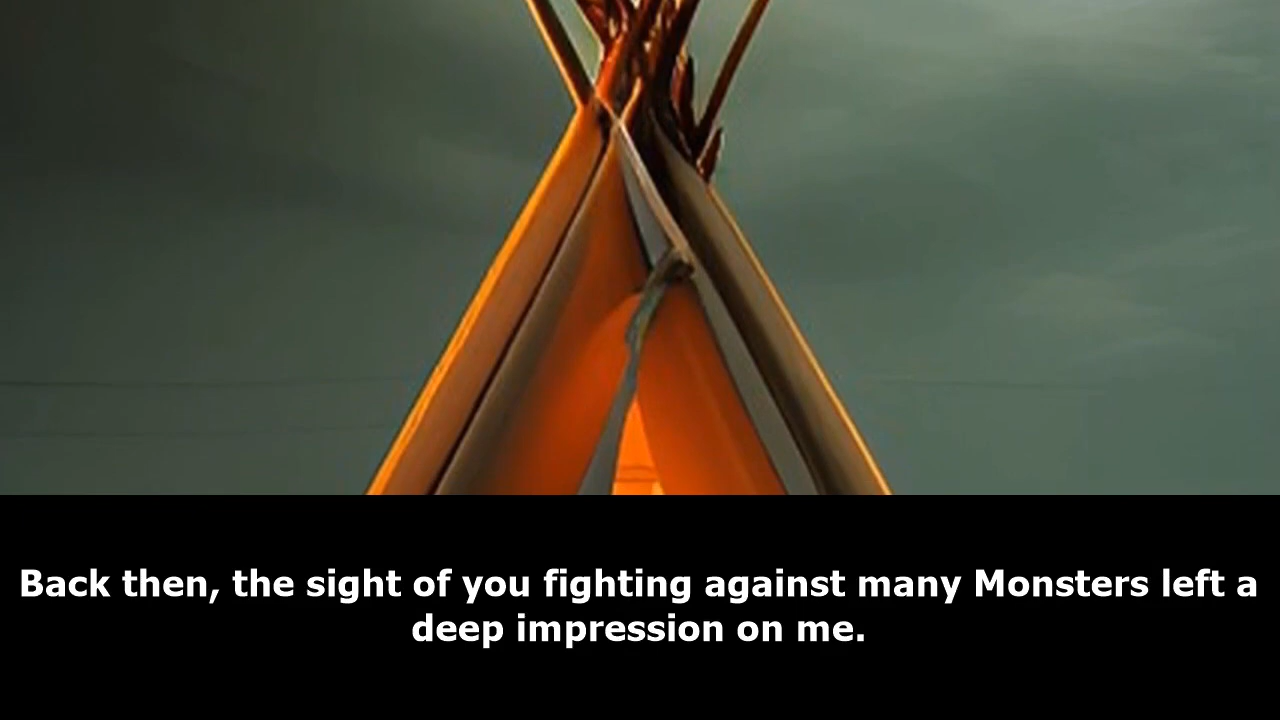 Back then, the sight of you fighting against many Monsters left a
deep impression on me.